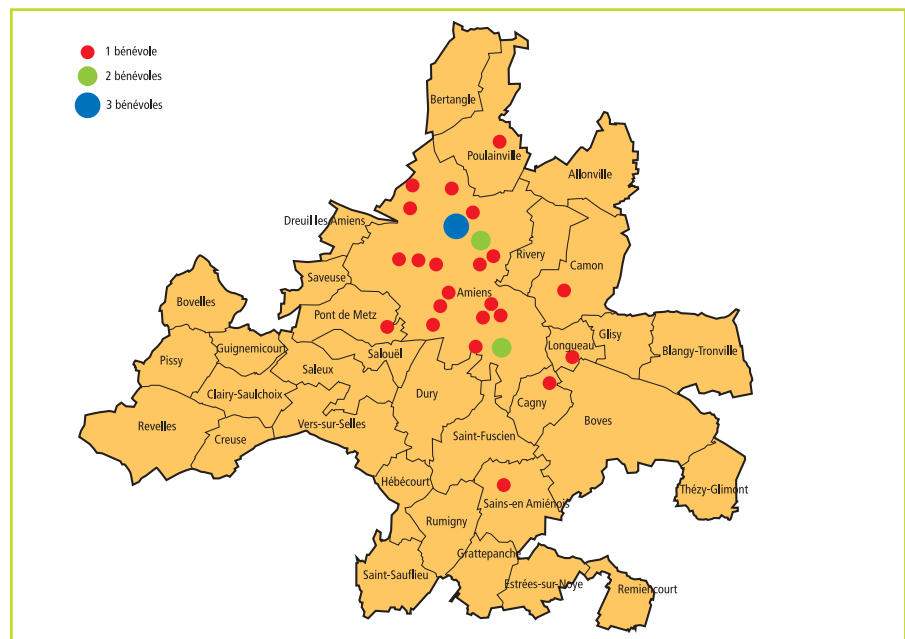 1 bénévole
2 bénévoles
3 bénévoles
Bertangle
Poulainville
Allonville
Dreuil les Amiens
Rivery
Camon
Saveuse
Bovelles
Amiens
Pont de Metz
Glisy
Longueau
Guignemicourt
Salouël
Blangy-Tronville
Pissy
Saleux
Clairy-Saulchoix
Dury
Cagny
Revelles
Vers-sur-Selles
Boves
Creuse
Saint-Fuscien
Hébécourt
Thézy-Glimont
Sains-en Amiénois
Rumigny
Grattepanche
Saint-Sauflieu
Estrées-sur-Noye
Remiencourt